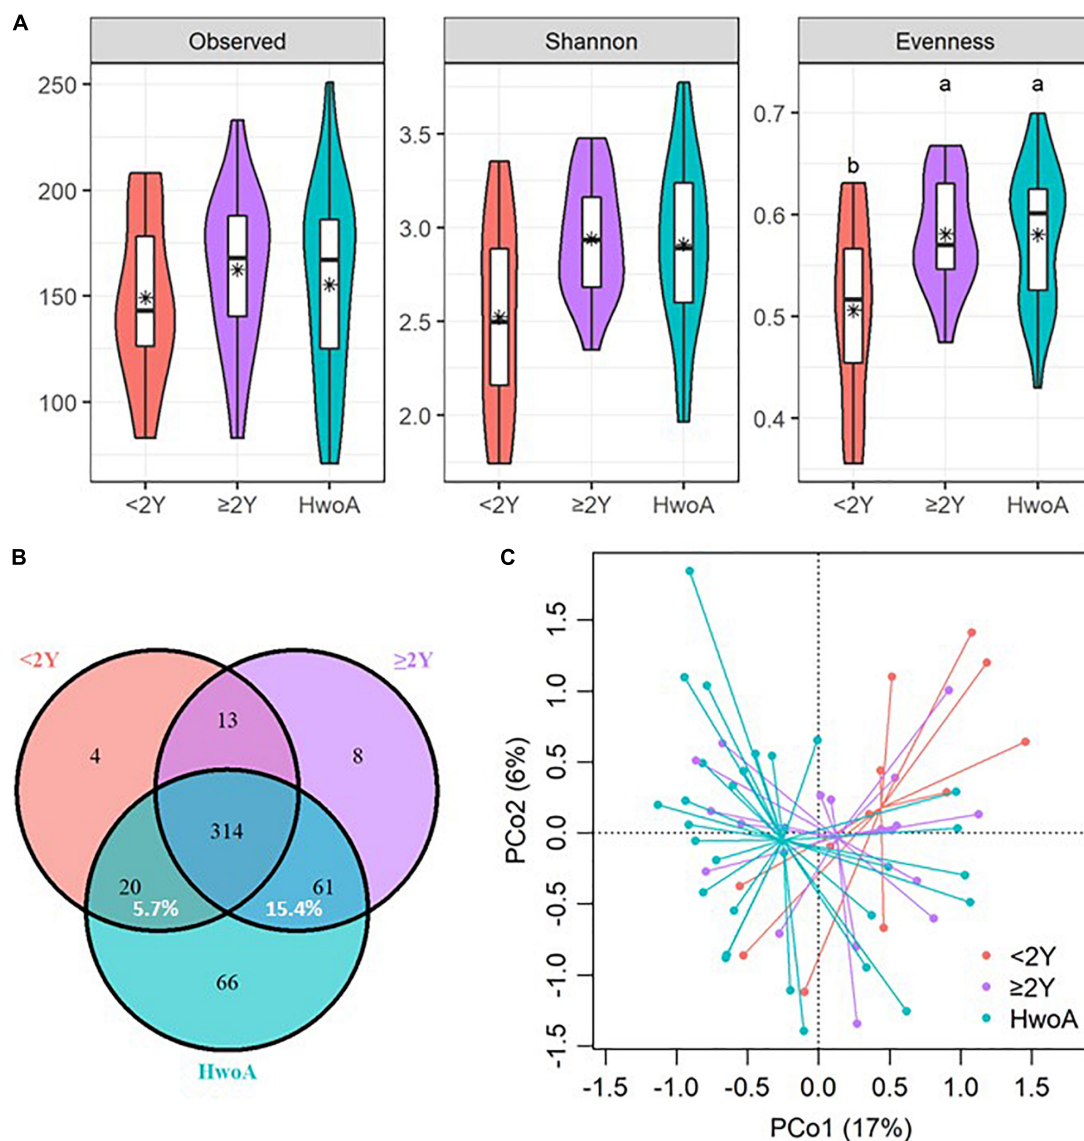 A
Observed
Shannon
Evenness
250
200
150
100
3.5
3.0
2.5
2.0
0.7
0.6
0.5
0.4
b
a
a
<2Y
≥2Y
HwoA
<2Y
≥2Y
HwoA
<2Y
≥2Y
HwoA
B
<2Y
≥2Y
13
4
8
314
20
61
5.7%
15.4%
66
HwoA
C
PCo2 (6%)
1.5
1.0
0.5
0.0
-0.5
-1.0
-1.5
<2Y
≥2Y
HwoA
-1.5
-1.0
-0.5
0.0
0.5
1.0
1.5
PCo1 (17%)